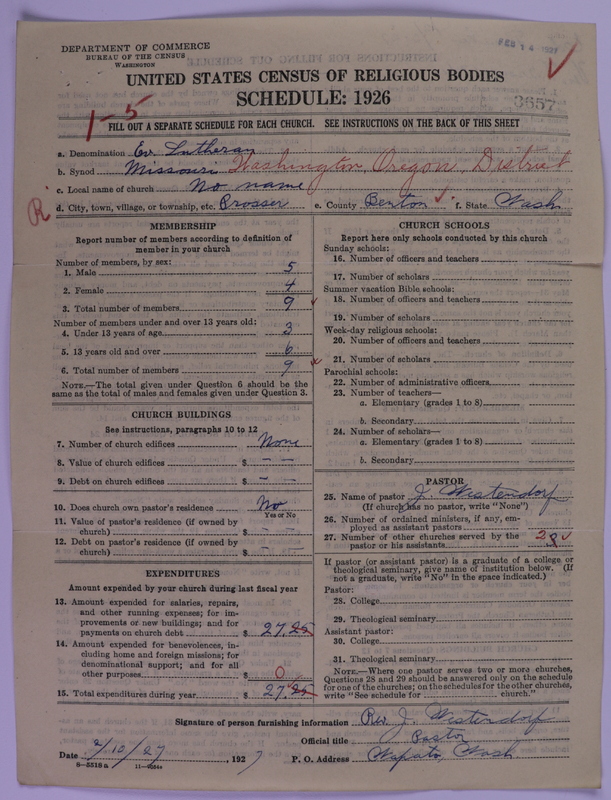 DEPARTMENT OF COMMERCE
BUREAU OF THE CENSUS
WASHINGTON
FEB 14 1927
UNITED STATES CENSUS OF RELIGIOUS BODIES
SCHEDULE: 1926
3657
1-5
FILL OUT A SEPARATE SCHEDULE FOR EACH CHURCH. SEE INSTRUCTIONS ON THE BACK OF THIS SHEET
a. Denomination Ev. Lutheran
b. Synod Missouri Washington Oregon District
c. Local name of church No name
R
d. City, town, village, or township, etc. Prosser e. County Benton f. State Wash
MEMBERSHIP
Report number of members according to definition of
member in your church
Number of members, by sex:
1. Male 5
2. Female 4
3. Total number of members 9
Number of members under and over 13 years old:
4. Under 13 years of age 3
5. 13 years old and over 6
6. Total number of members 9
NOTE.—The total given under Question 6 should be
same as the total of males and females given under Question 3.
CHURCH BUILDINGS
See instructions, paragraphs 10 to 12
7. Number of church edifices None
8. Value of church edifices $ — —
9. Debt on church edifices $ — —
10. Does church own pastor's residence No
Yes or No
11. Value of pastor's residence (if owned by
church) $ — —
12. Debt on pastor's residence (if owned by
church) $ — —
EXPENDITURES
Amount expended by your church during last fiscal year
13. Amount expended for salaries, repairs,
and other running expenses; for im-
provements or new buildings; and for
payments on church debt $ 27.25
14. Amount expended for benevolences, in-
cluding home and foreign missions; for
denominational support; and for all
other purposes $ 0
15. Total expenditures during year $ 27.25
CHURCH SCHOOLS
Report here only schools conducted by this church
Sunday schools:
16. Number of officers and teachers
17. Number of scholars
Summer vacation Bible schools:
18. Number of officers and teachers
19. Number of scholars
Week-day religious schools:
20. Number of officers and teachers
21. Number of scholars
Parochial schools:
22. Number of administrative officers
23. Number of teachers—
a. Elementary (grades 1 to 8)
b. Secondary
24. Number of scholars—
a. Elementary (grades 1 to 8)
b. Secondary
PASTOR
25. Name of pastor J. Westendorf
(If church has no pastor, write "None")
26. Number of ordained ministers, if any, em-
ployed as assistant pastors
27. Number of other churches served by the
pastor or his assistants 2
If pastor (or assistant pastor) is a graduate of a college or
theological seminary, give name of institution below. (If
not a graduate, write "No" in the space indicated.)
Pastor:
28. College
29. Theological seminary
Assistant pastor:
30. College
31. Theological seminary
NOTE.—Where one pastor serves two or more churches,
Questions 28 and 29 should be answered only on the schedule
for one of the churches; on the schedules for the other churches,
write "See schedule for church."
Signature of person furnishing information Rev. J. Westendorf
Official title Pastor
Date 2/10/27, 1927 P. O. Address Wapato, Wash
8—5518a